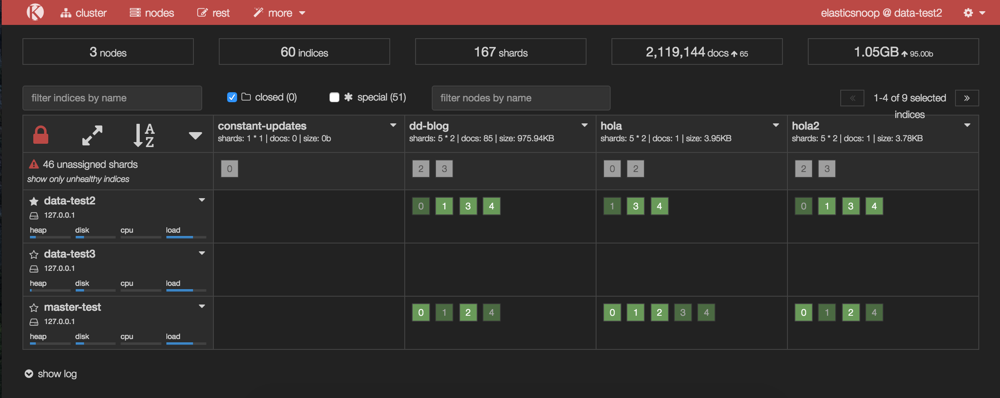 K cluster nodes rest more elasticsnoop @ data-test2
3 nodes 60 indices 167 shards 2,119,144 docs 65 1.05GB 95.00b
filter indices by name closed (0) special (51) filter nodes by name « 1-4 of 9 selected »
indices
A Z
constant-updates dd-blog hola hola2
shards: 1 * 1 | docs: 0 | size: 0b shards: 5 * 2 | docs: 85 | size: 975.94KB shards: 5 * 2 | docs: 1 | size: 3.95KB shards: 5 * 2 | docs: 1 | size: 3.78KB
46 unassigned shards 0 2 3 0 2 2 3
show only unhealthy indices
data-test2 0 1 3 4 1 3 4 0 1 3 4
127.0.0.1
heap disk cpu load
data-test3
127.0.0.1
heap disk cpu load
master-test 0 1 2 4 0 1 2 3 4 0 1 2 4
127.0.0.1
heap disk cpu load
show log